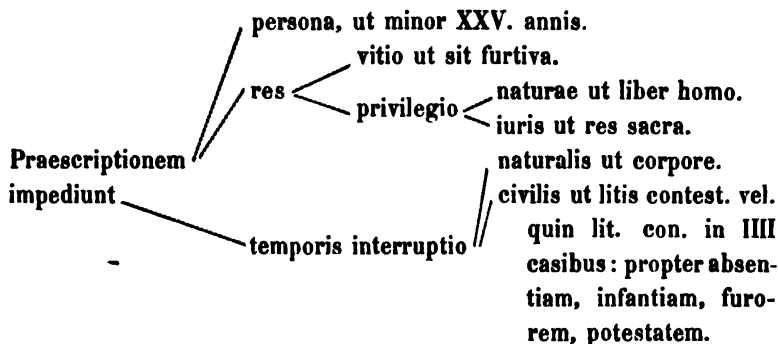 persona, ut minor XXV. annis.
vitio ut sit furtiva.
res
privilegio
naturae ut liber homo.
iuris ut res sacra.
Praescriptionem
impediunt
naturalis ut corpore.
civilis ut litis contest. vel.
quin lit. con. in IIII
temporis interruptio
casibus: propter absen-
tiam, infantiam, furo-
rem, potestatem.